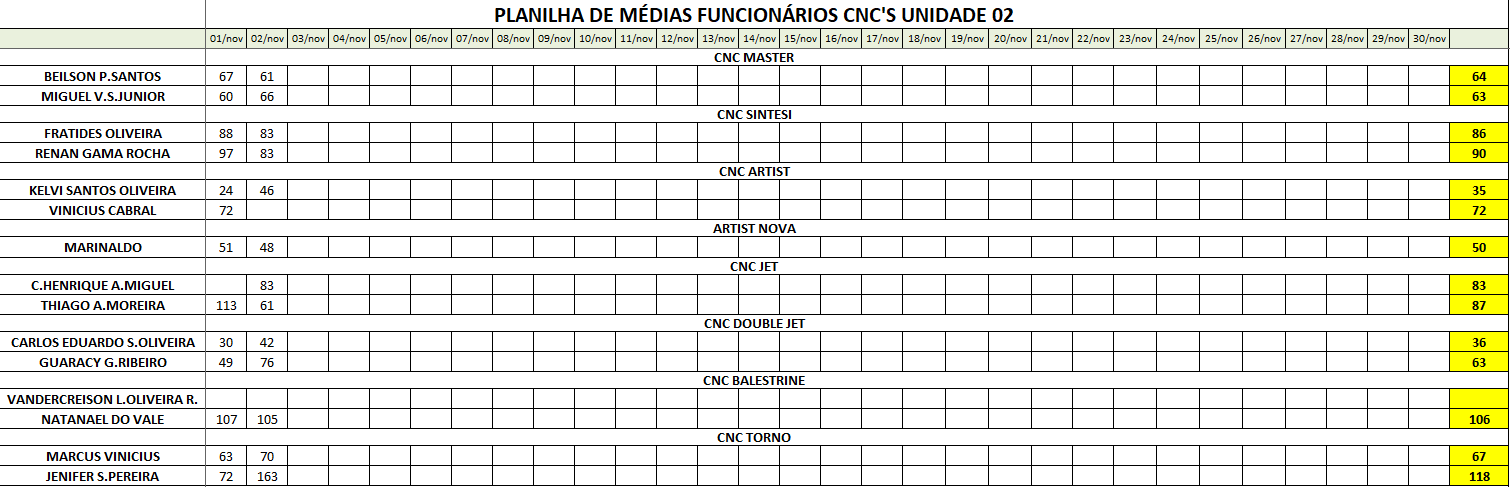 PLANILHA DE MÉDIAS FUNCIONÁRIOS CNC'S UNIDADE 02
01/nov 02/nov 03/nov 04/nov 05/nov 06/nov 07/nov 08/nov 09/nov 10/nov 11/nov 12/nov 13/nov 14/nov 15/nov 16/nov 17/nov 18/nov 19/nov 20/nov 21/nov 22/nov 23/nov 24/nov 25/nov 26/nov 27/nov 28/nov 29/nov 30/nov
CNC MASTER
BEILSON P.SANTOS 67 61 64
MIGUEL V.S.JUNIOR 60 66 63
CNC SINTESI
FRATIDES OLIVEIRA 88 83 86
RENAN GAMA ROCHA 97 83 90
CNC ARTIST
KELVI SANTOS OLIVEIRA 24 46 35
VINICIUS CABRAL 72 72
ARTIST NOVA
MARINALDO 51 48 50
CNC JET
C.HENRIQUE A.MIGUEL 83 83
THIAGO A.MOREIRA 113 61 87
CNC DOUBLE JET
CARLOS EDUARDO S.OLIVEIRA 30 42 36
GUARACY G.RIBEIRO 49 76 63
CNC BALESTRINE
VANDERCREISON L.OLIVEIRA R.
NATANAEL DO VALE 107 105 106
CNC TORNO
MARCUS VINICIUS 63 70 67
JENIFER S.PEREIRA 72 163 118